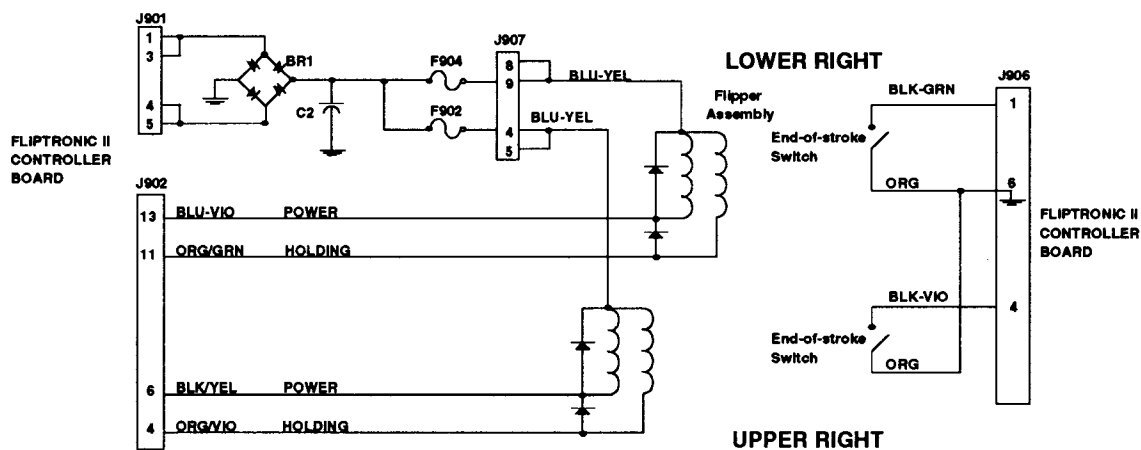 J901
1
3
4
5
BR1
C2
F904
F902
J907
8
9
4
5
BLU-YEL
BLU-YEL
LOWER RIGHT
Flipper
Assembly
J906
BLK-GRN
1
End-of-stroke
Switch
ORG
6
FLIPTRONIC II
CONTROLLER
BOARD
FLIPTRONIC II
CONTROLLER
BOARD
J902
13
BLU-VIO
POWER
11
ORG/GRN
HOLDING
BLK-VIO
4
End-of-stroke
Switch
ORG
6
BLK/YEL
POWER
4
ORG/VIO
HOLDING
UPPER RIGHT